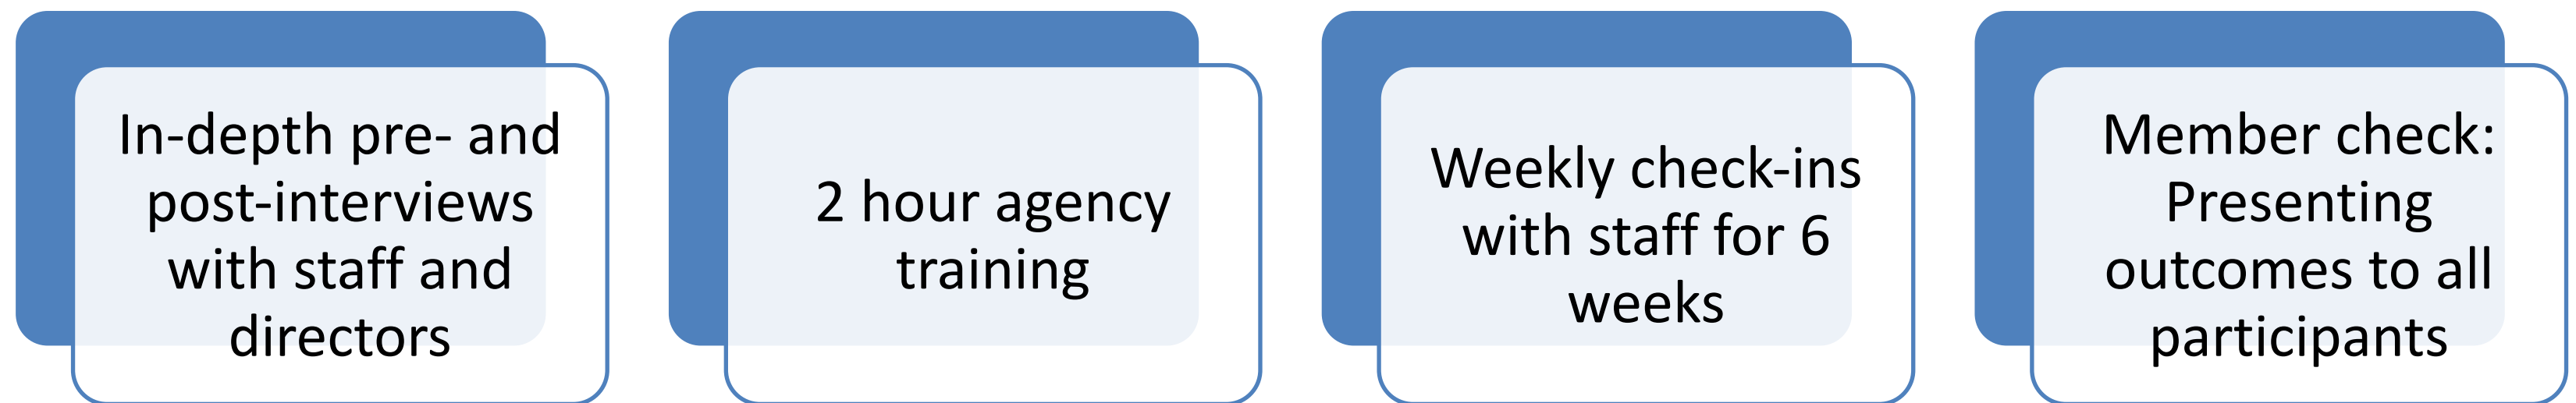 In-depth pre- and
post-interviews
with staff and
directors
2 hour agency
training
Weekly check-ins
with staff for 6
weeks
Member check:
Presenting
outcomes to all
participants